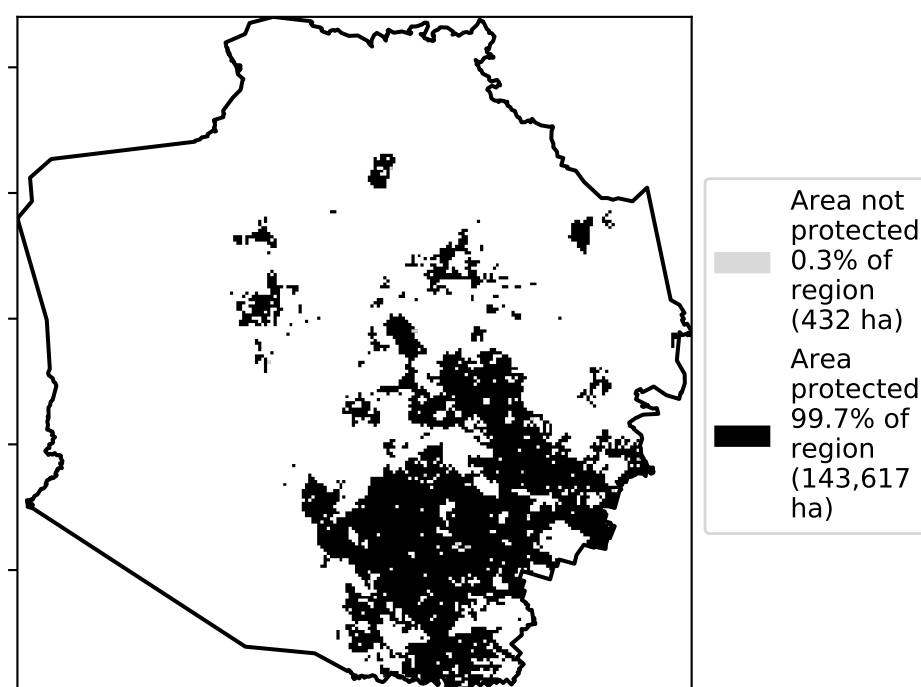 Area not
protected
0.3% of
region
(432 ha)
Area
protected
99.7% of
region
(143,617
ha)